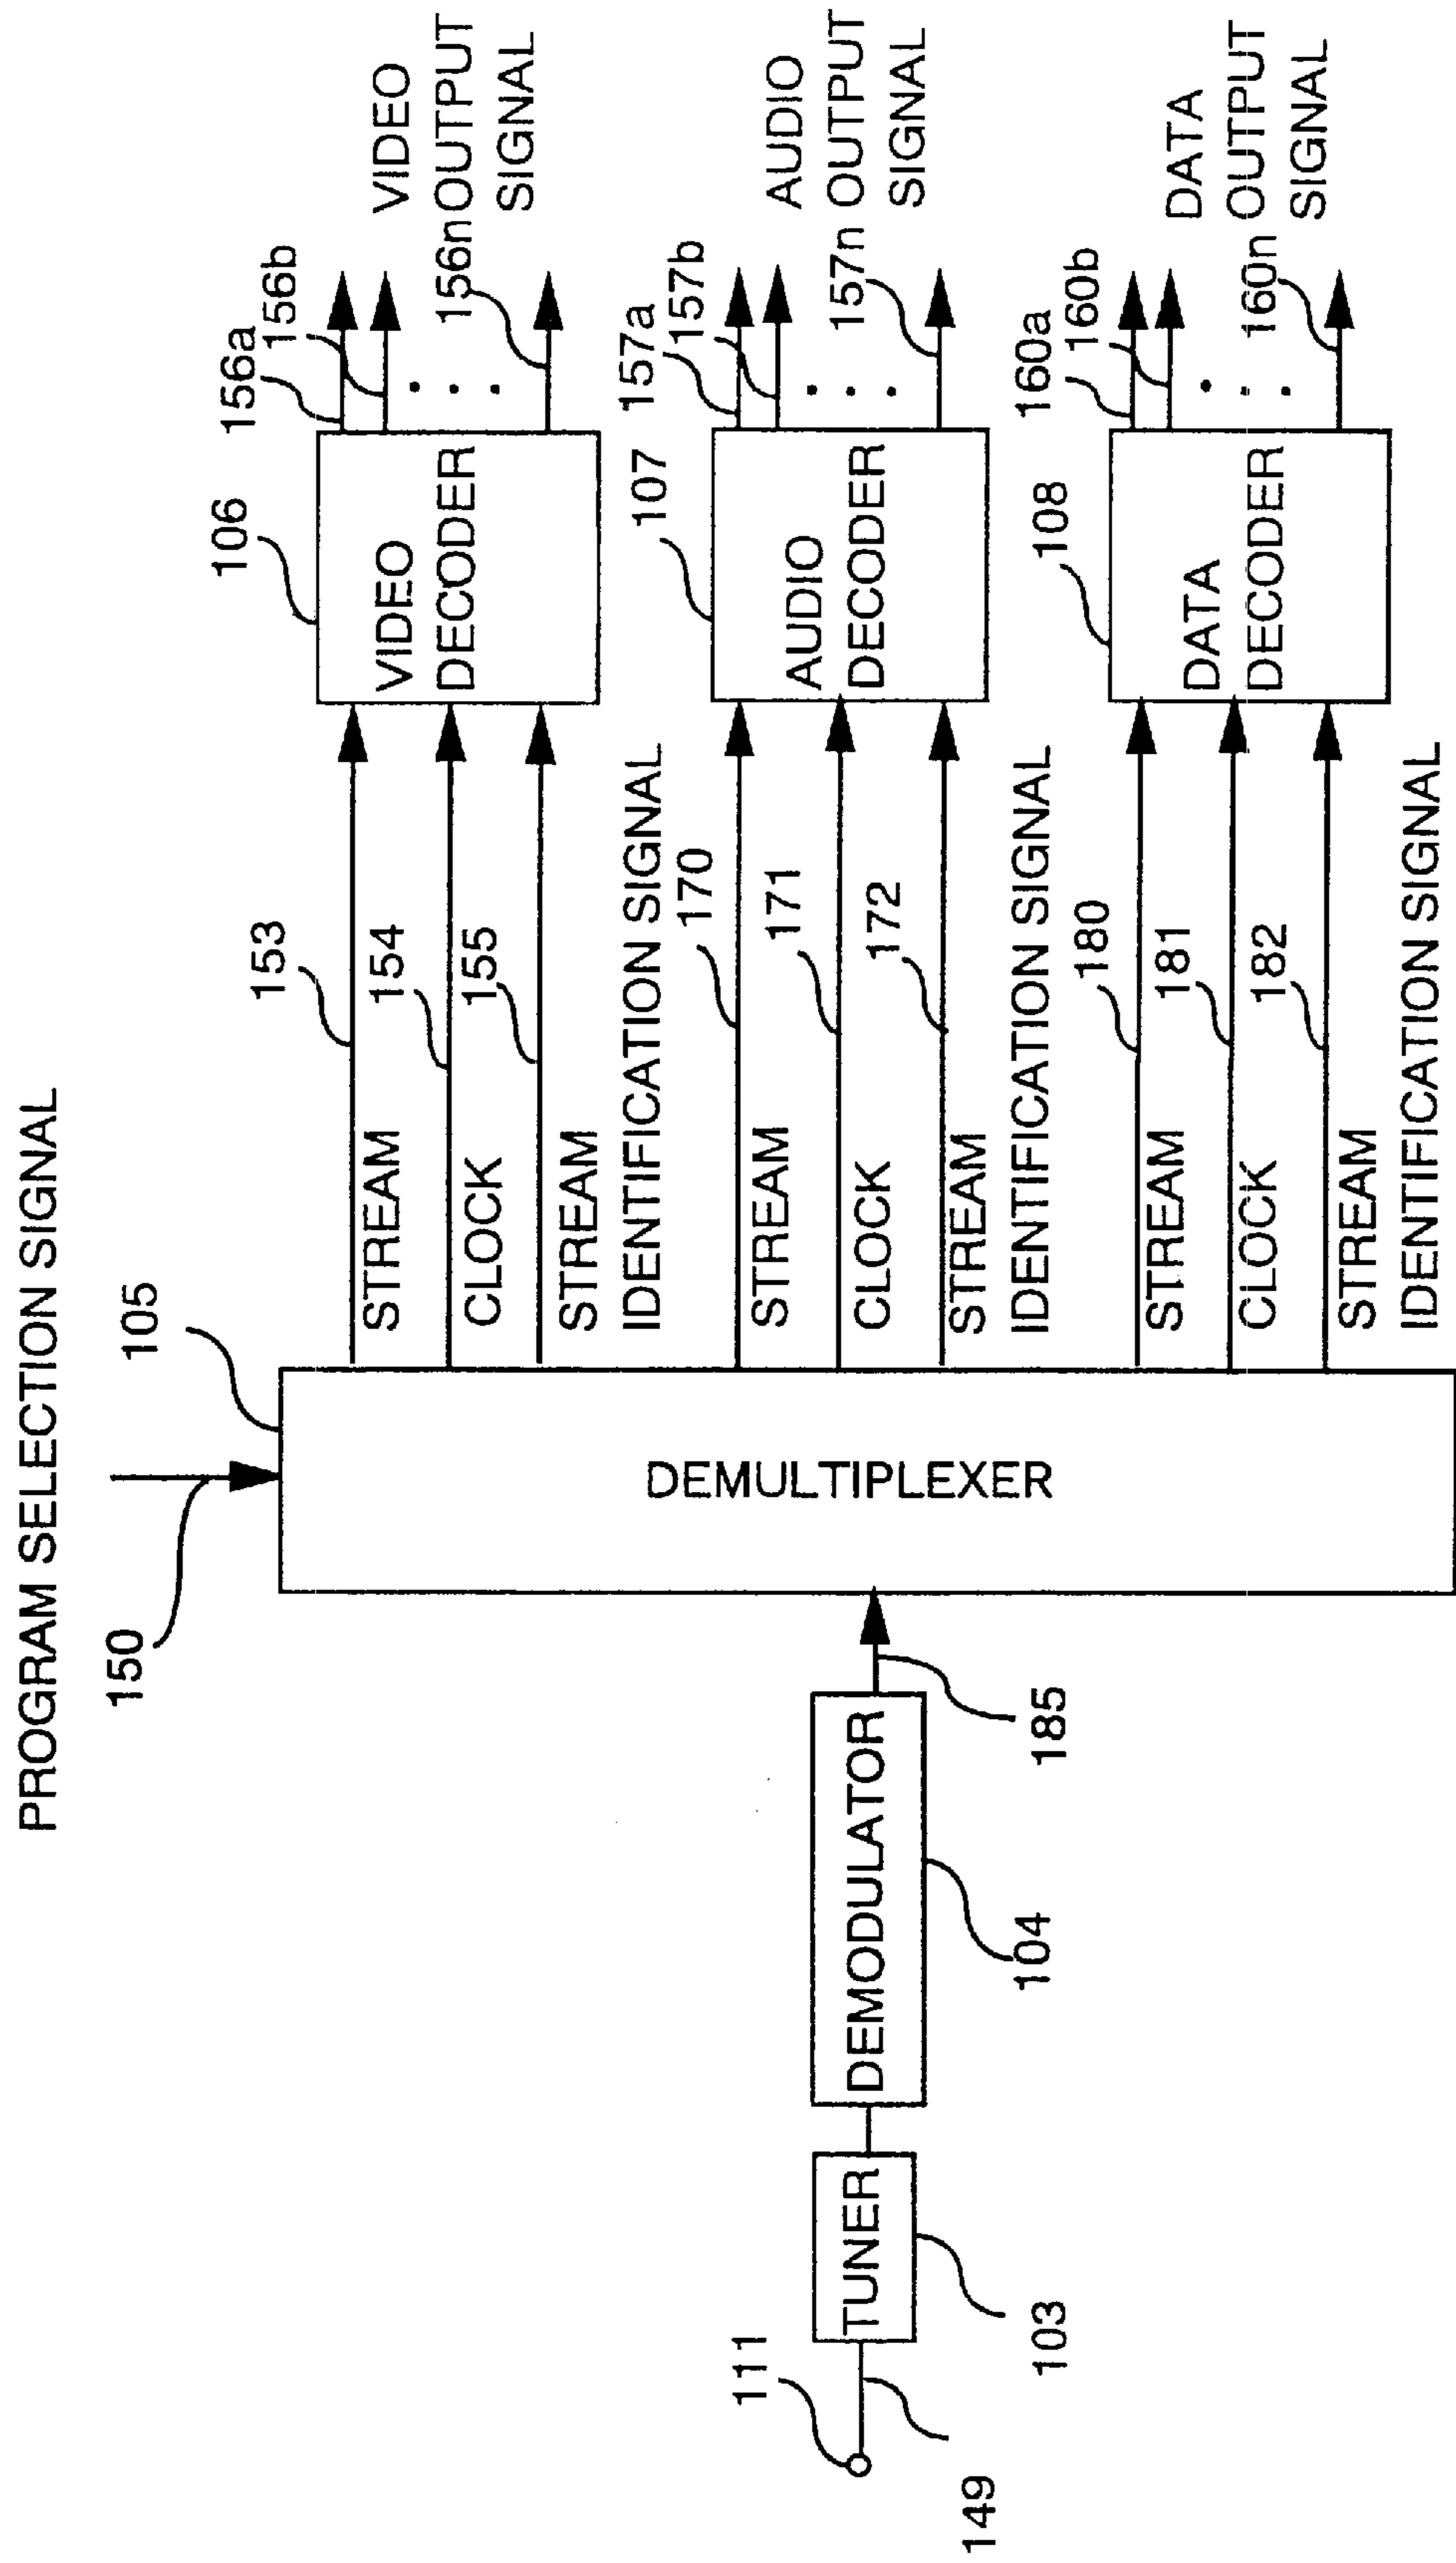 PROGRAM SELECTION SIGNAL
150
105
DEMULTIPLEXER
111
149
TUNER
103
DEMODULATOR
104
185
153
STREAM
154
CLOCK
155
STREAM
IDENTIFICATION SIGNAL
106
VIDEO
DECODER
156a
156b
156n
VIDEO
OUTPUT
SIGNAL
170
STREAM
171
CLOCK
172
STREAM
IDENTIFICATION SIGNAL
107
AUDIO
DECODER
157a
157b
157n
AUDIO
OUTPUT
SIGNAL
180
STREAM
181
CLOCK
182
STREAM
IDENTIFICATION SIGNAL
108
DATA
DECODER
160a
160b
160n
DATA
OUTPUT
SIGNAL